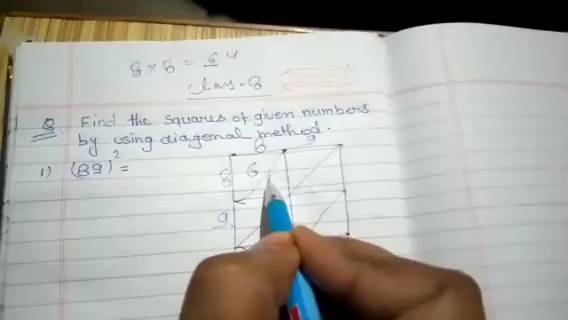 8 × 8 = 64
Class - 8
Q Find the squares of given numbers
by using diagonal method.
8 9
1) (89)² =
8 6
9